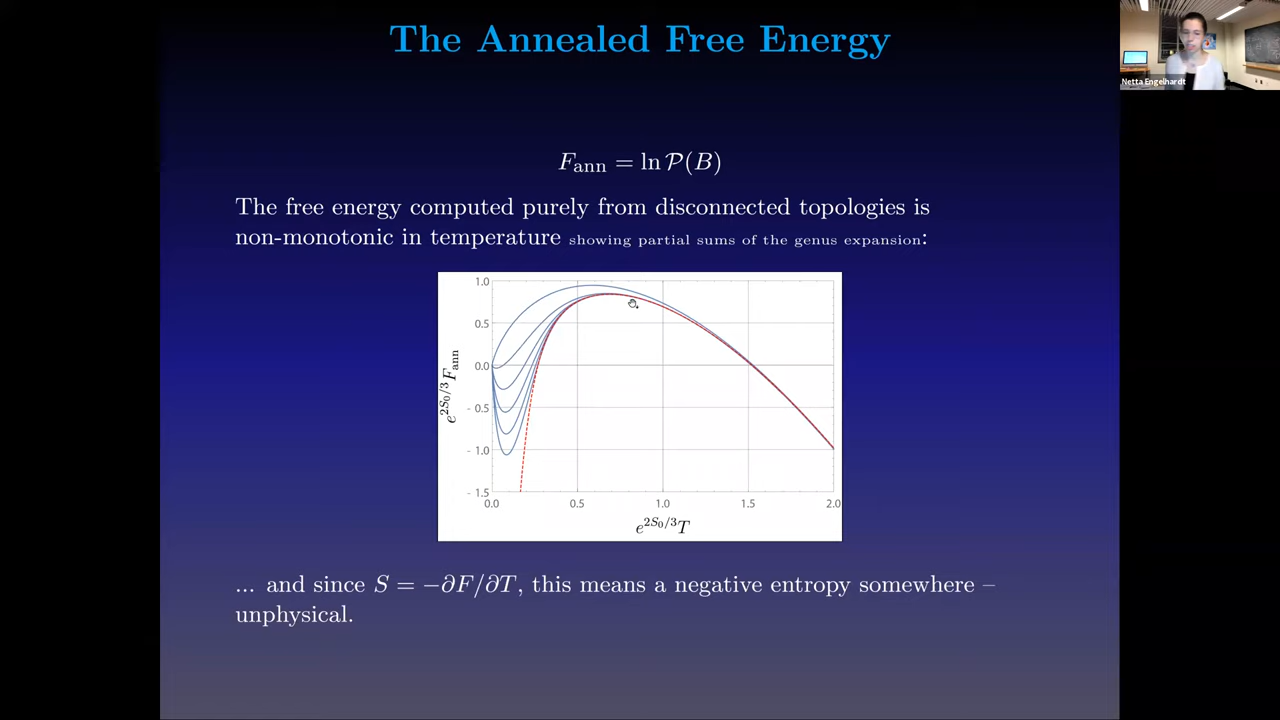 The Annealed Free Energy
Netta Engelhardt
F_ann = ln 𝒫(B)
The free energy computed purely from disconnected topologies is
non-monotonic in temperature showing partial sums of the genus expansion:
1.0
0.5
0.0
- 0.5
- 1.0
- 1.5
e^{2S_0/3}F_ann
0.0 0.5 1.0 1.5 2.0
e^{2S_0/3}T
... and since S = −∂F/∂T, this means a negative entropy somewhere –
unphysical.